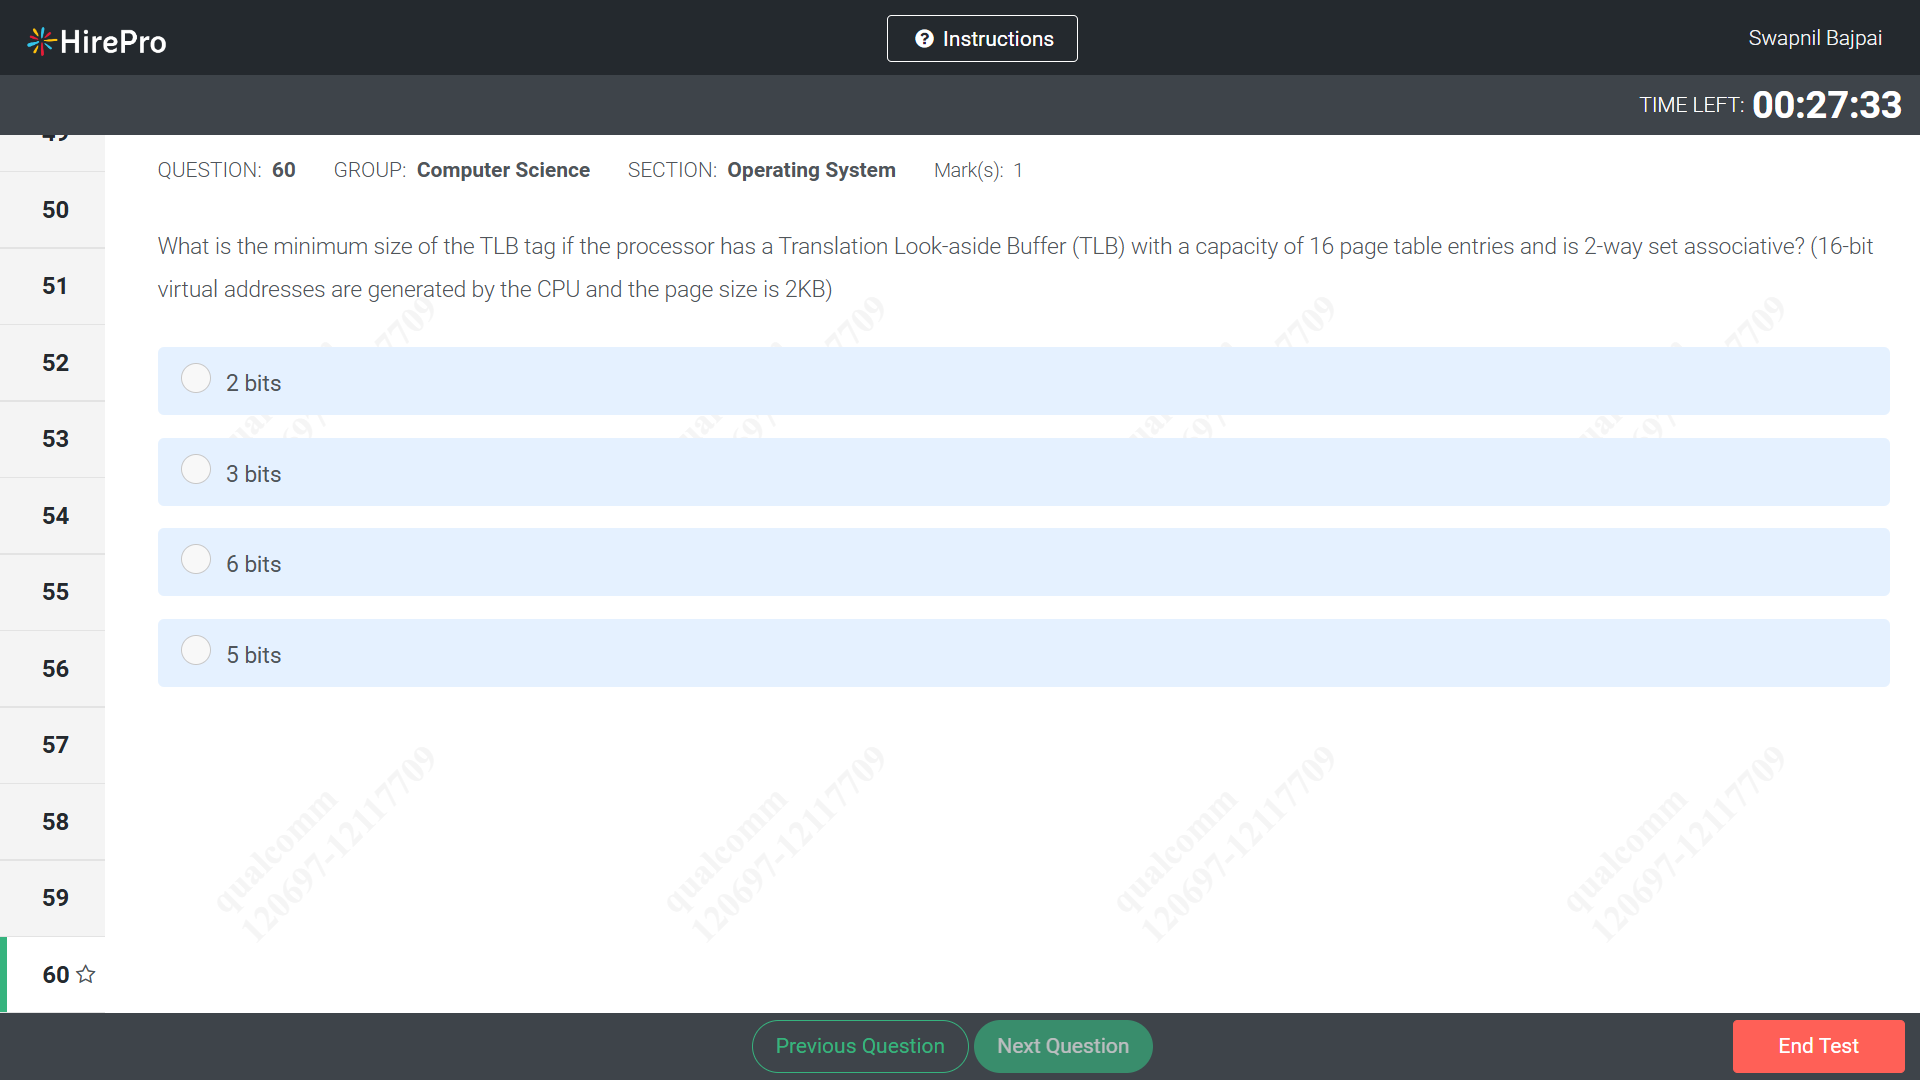 HirePro
Instructions
Swapnil Bajpai
TIME LEFT: 00:27:33
49
50
51
52
53
54
55
56
57
58
59
60
QUESTION: 60 GROUP: Computer Science SECTION: Operating System Mark(s): 1
What is the minimum size of the TLB tag if the processor has a Translation Look-aside Buffer (TLB) with a capacity of 16 page table entries and is 2-way set associative? (16-bit
virtual addresses are generated by the CPU and the page size is 2KB)
2 bits
3 bits
6 bits
5 bits
qualcomm
120697-12117709
qualcomm
120697-12117709
qualcomm
120697-12117709
qualcomm
120697-12117709
Previous Question
Next Question
End Test